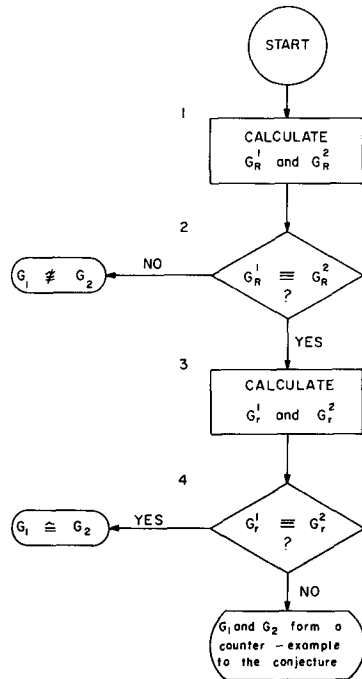 START
1
CALCULATE
G_R^1 and G_R^2
2
G_1 ≇ G_2
NO
G_R^1 ≡ G_R^2
?
YES
3
CALCULATE
G_r^1 and G_r^2
4
G_1 ≅ G_2
YES
G_r^1 ≡ G_r^2
?
NO
G_1 and G_2 form a
counter - example
to the conjecture